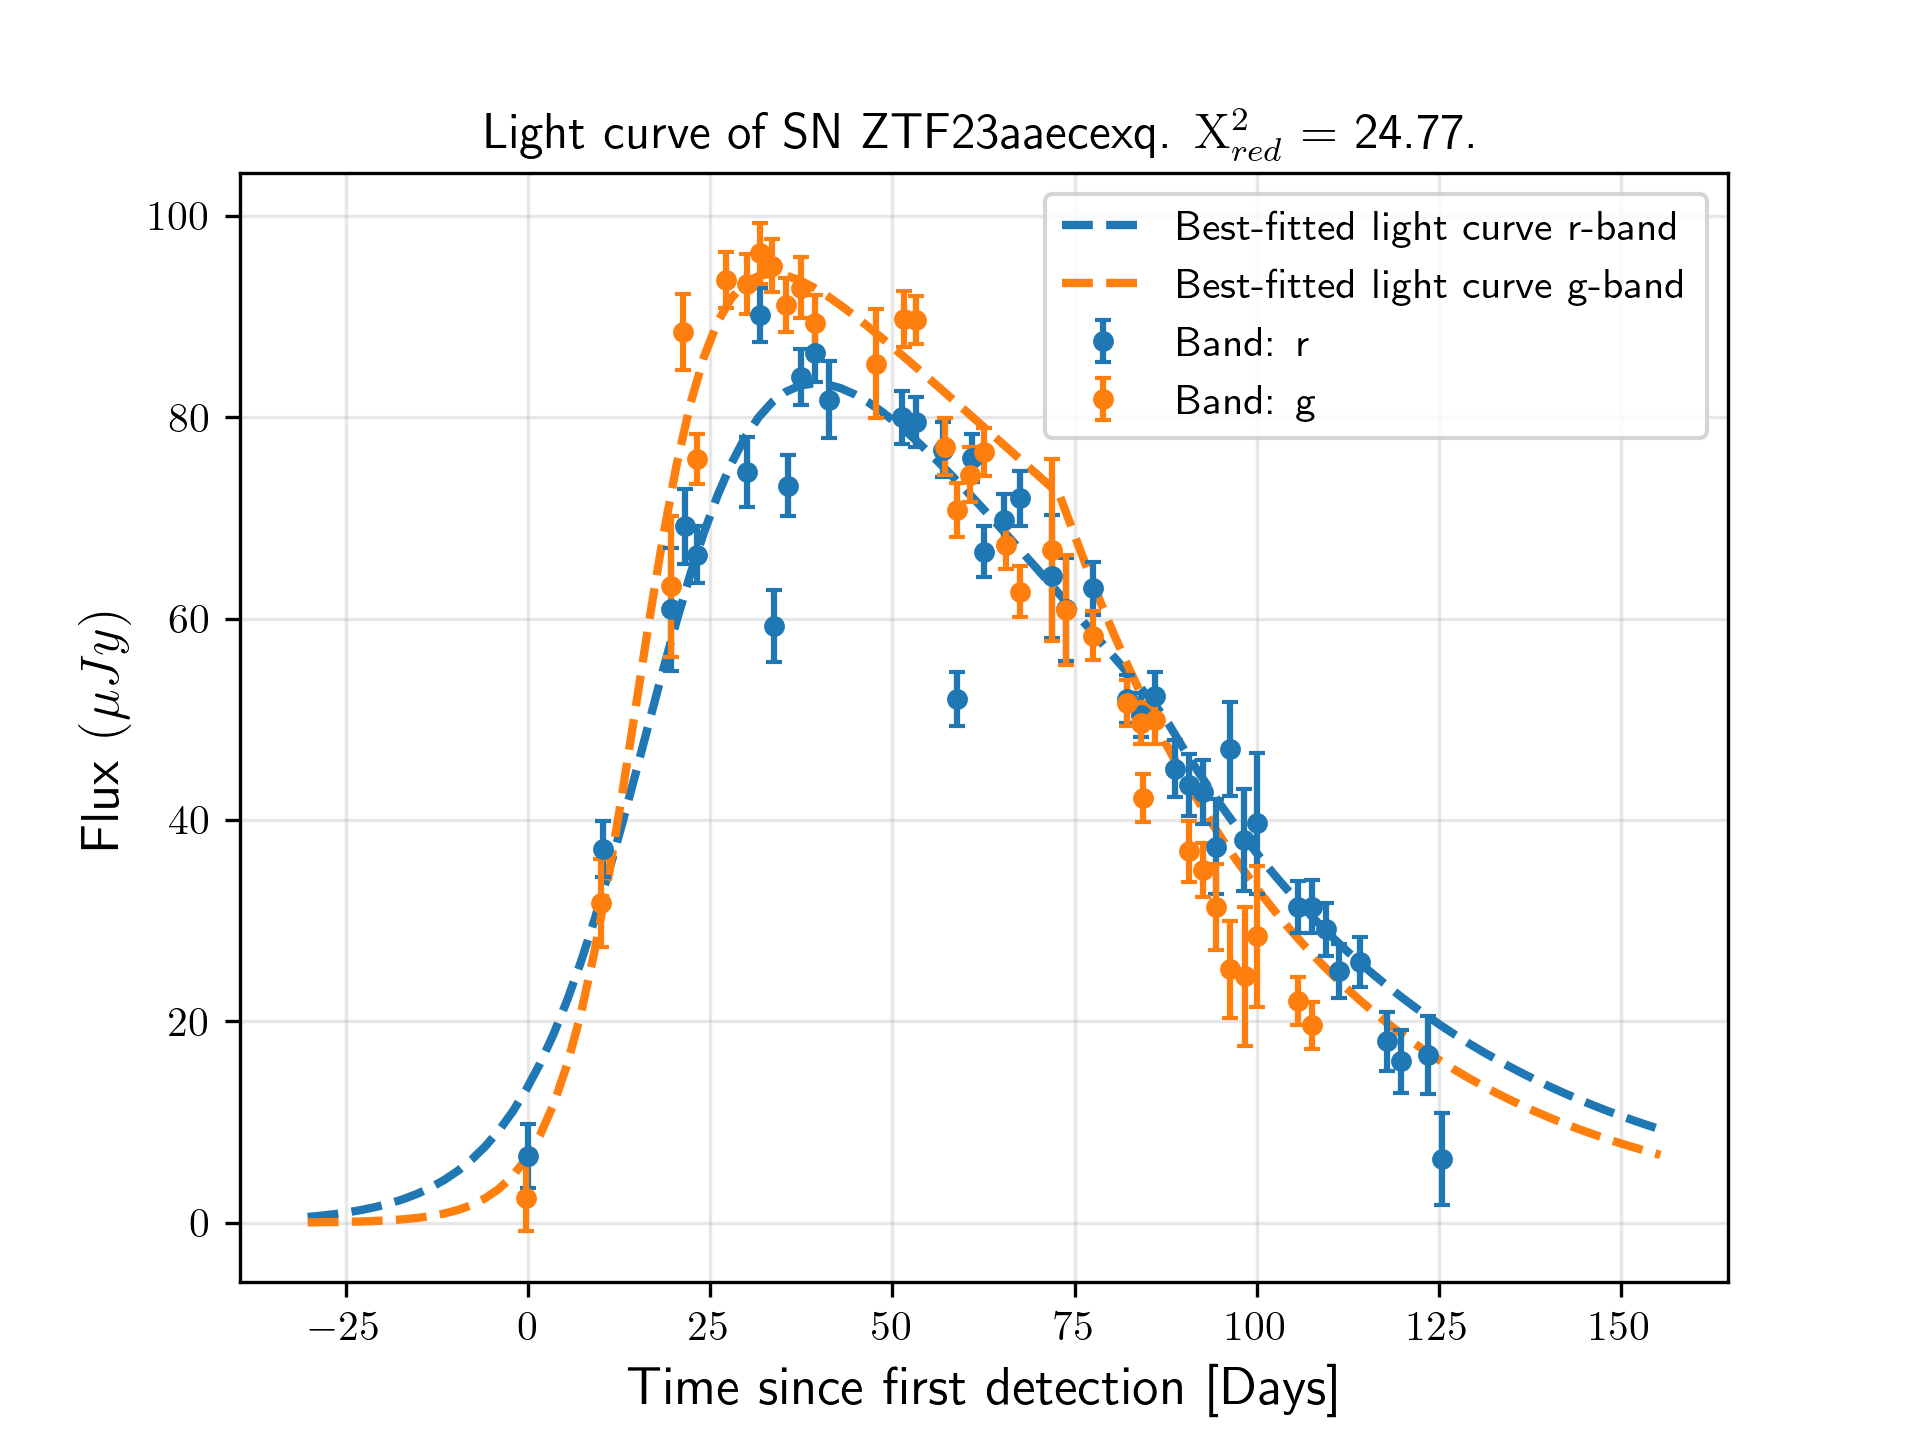 Light curve of SN ZTF23aaecexq. X²_red = 24.77.
100
80
60
40
20
0
Flux (μJy)
Best-fitted light curve r-band
Best-fitted light curve g-band
Band: r
Band: g
−25 0 25 50 75 100 125 150
Time since first detection [Days]